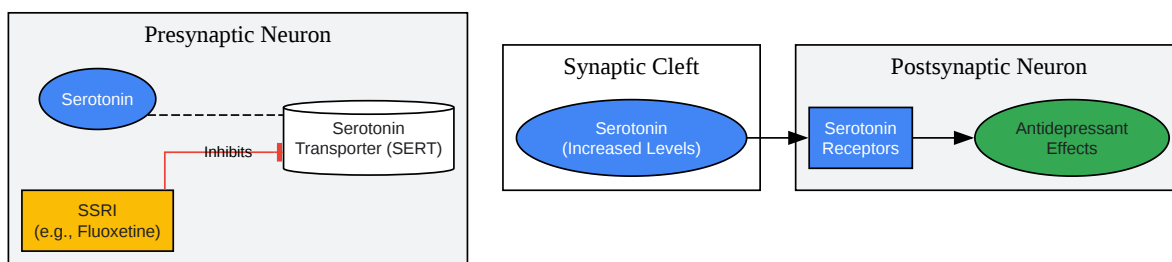 Presynaptic Neuron
Serotonin
Serotonin
Transporter (SERT)
Inhibits
SSRI
(e.g., Fluoxetine)
Synaptic Cleft
Serotonin
(Increased Levels)
Postsynaptic Neuron
Serotonin
Receptors
Antidepressant
Effects